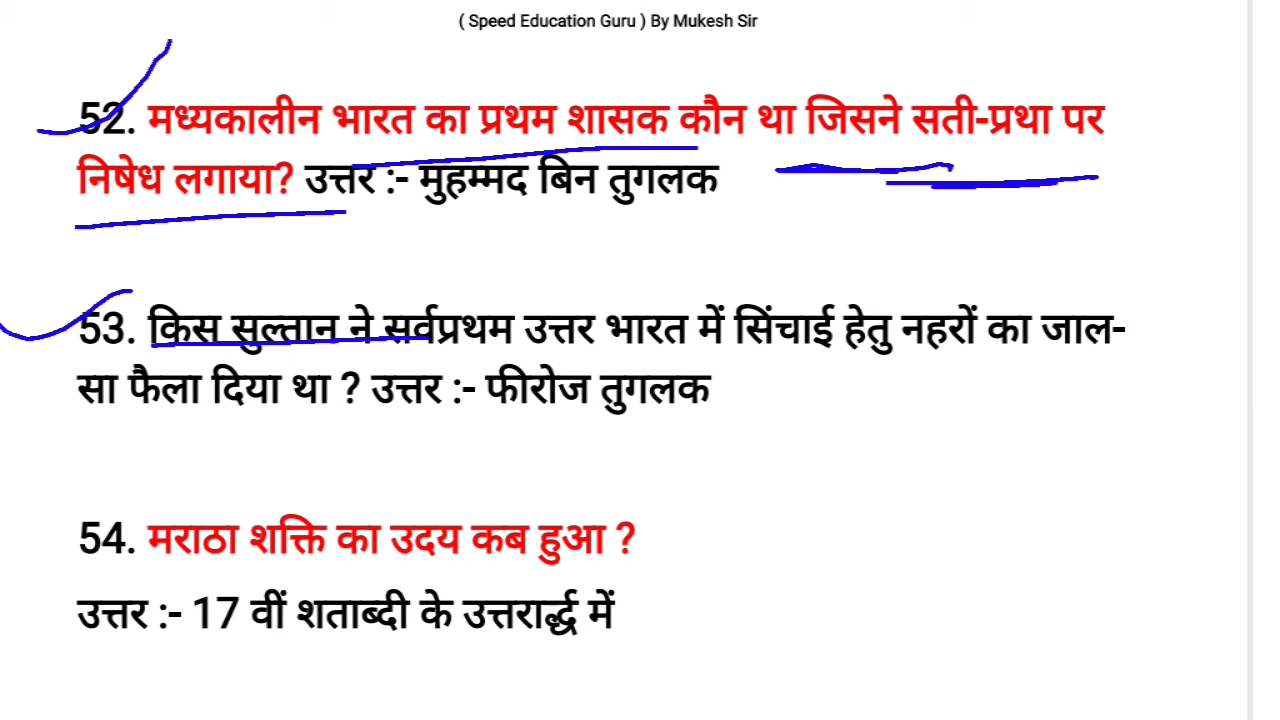 ( Speed Education Guru ) By Mukesh Sir
52. मध्यकालीन भारत का प्रथम शासक कौन था जिसने सती-प्रथा पर
निषेध लगाया? उत्तर :- मुहम्मद बिन तुगलक
53. किस सुल्तान ने सर्वप्रथम उत्तर भारत में सिंचाई हेतु नहरों का जाल-
सा फैला दिया था ? उत्तर :- फीरोज तुगलक
54. मराठा शक्ति का उदय कब हुआ ?
उत्तर :- 17 वीं शताब्दी के उत्तरार्द्ध में